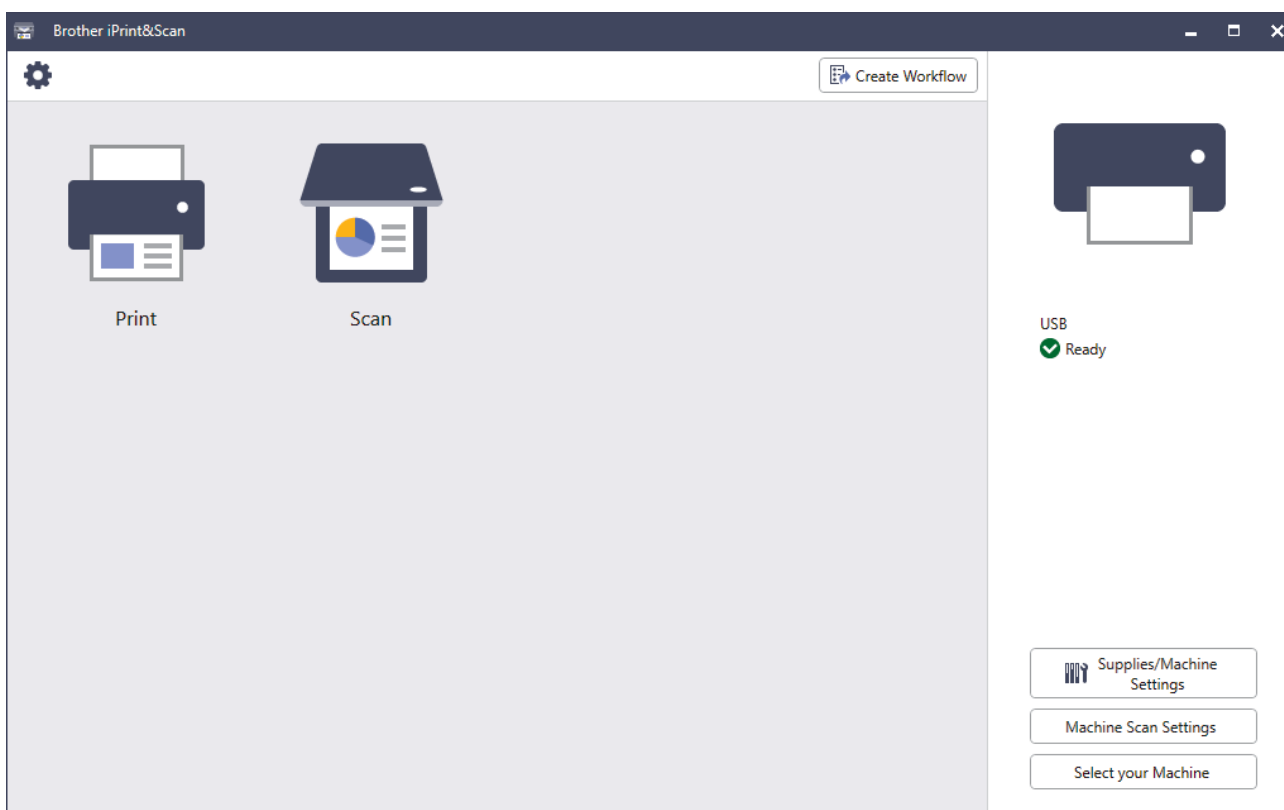 Brother iPrint&Scan
Create Workflow
Print
Scan
USB
Ready
Supplies/Machine
Settings
Machine Scan Settings
Select your Machine